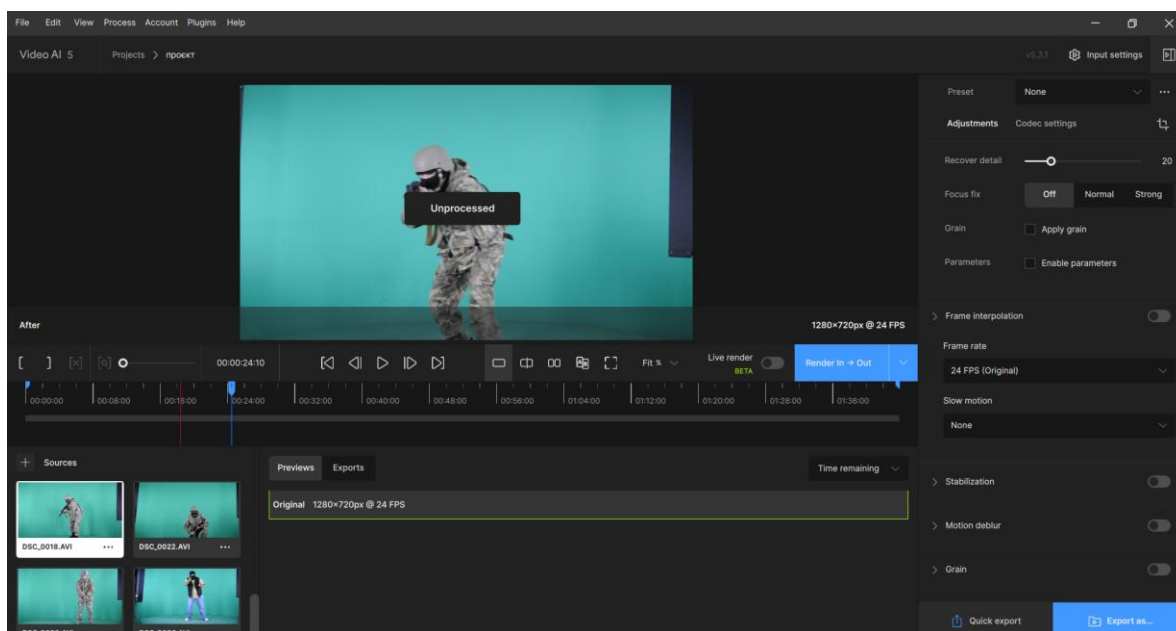 File Edit View Process Account Plugins Help
Video AI 5 Projects > проєкт v5.3.1 Input settings
Unprocessed
After 1280×720px @ 24 FPS
00:00:24:10 Fit % Live render BETA Render In → Out
00:00:00 00:08:00 00:16:00 00:24:00 00:32:00 00:40:00 00:48:00 00:56:00 01:04:00 01:12:00 01:20:00 01:28:00 01:36:00
+ Sources
DSC_0018.AVI ... DSC_0022.AVI ...
Previews Exports Time remaining
Original 1280×720px @ 24 FPS
Preset None ...
Adjustments Codec settings
Recover detail 20
Focus fix Off Normal Strong
Grain Apply grain
Parameters Enable parameters
Frame interpolation
Frame rate
24 FPS (Original)
Slow motion
None
Stabilization
Motion deblur
Grain
Quick export Export as...